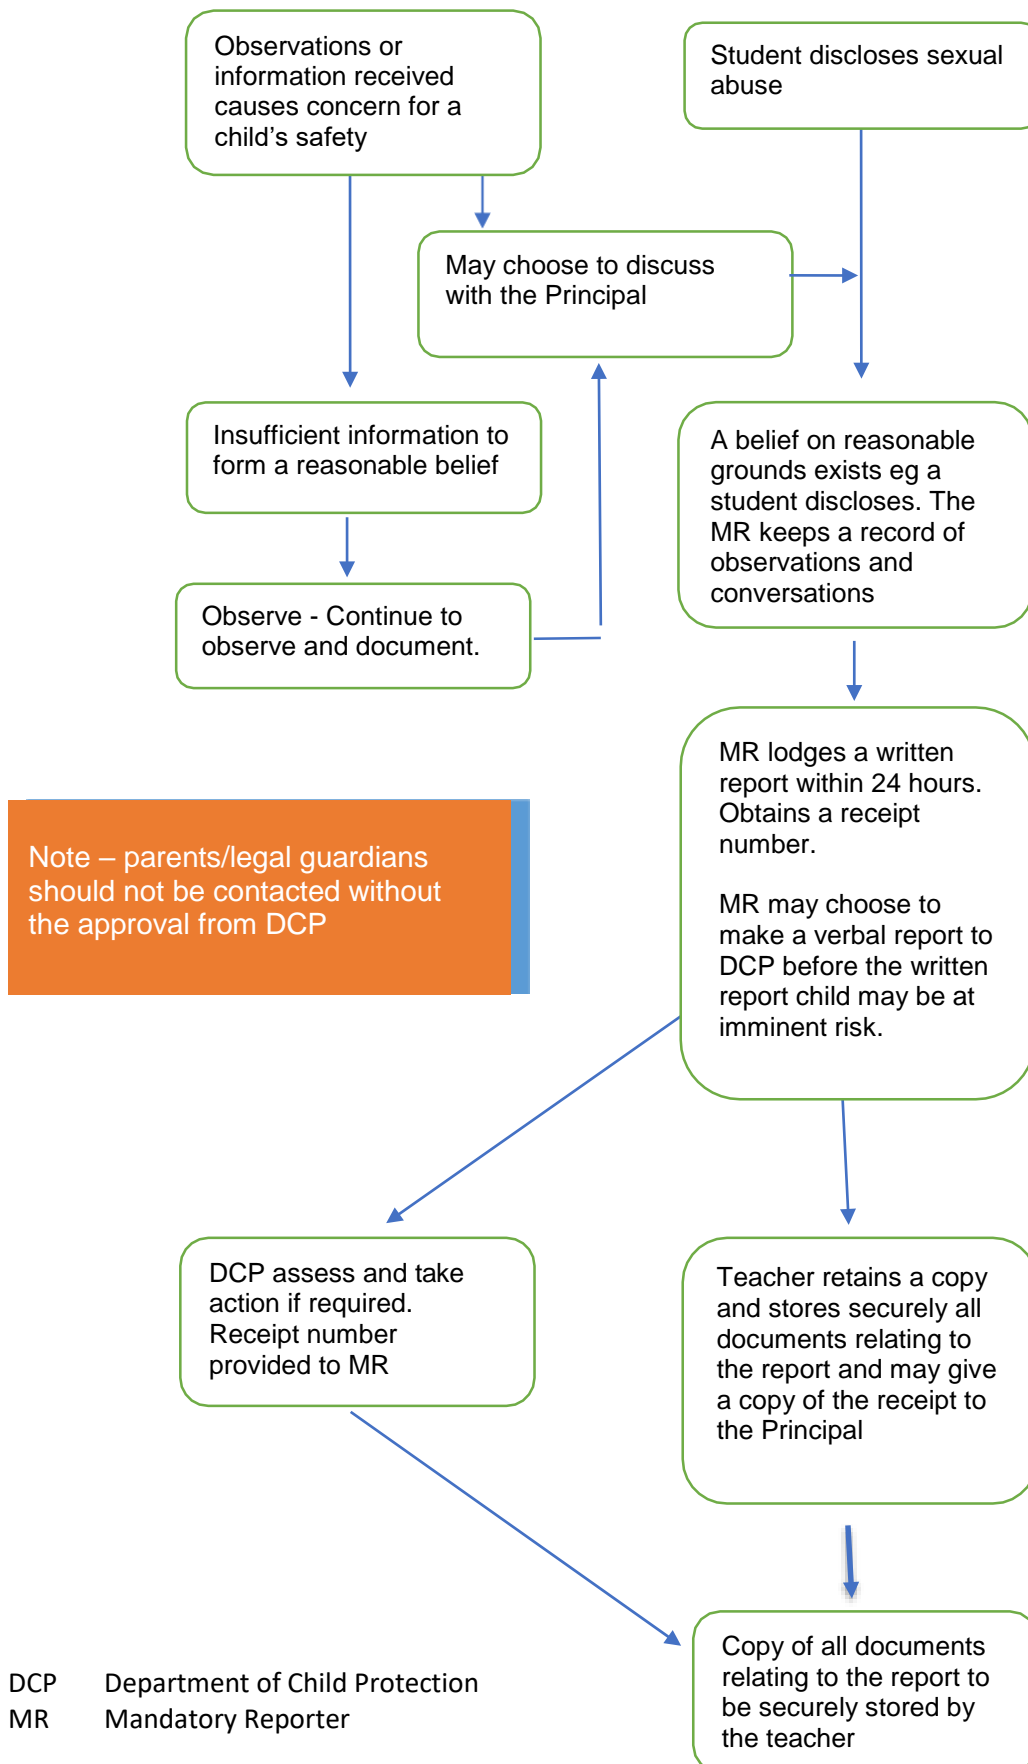 Observations or
information received
causes concern for a
child’s safety
Student discloses sexual
abuse
May choose to discuss
with the Principal
Insufficient information to
form a reasonable belief
A belief on reasonable
grounds exists eg a
student discloses. The
MR keeps a record of
observations and
conversations
Observe - Continue to
observe and document.
MR lodges a written
report within 24 hours.
Obtains a receipt
number.
MR may choose to
make a verbal report to
DCP before the written
report child may be at
imminent risk.
Note – parents/legal guardians
should not be contacted without
the approval from DCP
DCP assess and take
action if required.
Receipt number
provided to MR
Teacher retains a copy
and stores securely all
documents relating to
the report and may give
a copy of the receipt to
the Principal
Copy of all documents
relating to the report to
be securely stored by
the teacher
DCP Department of Child Protection
MR Mandatory Reporter